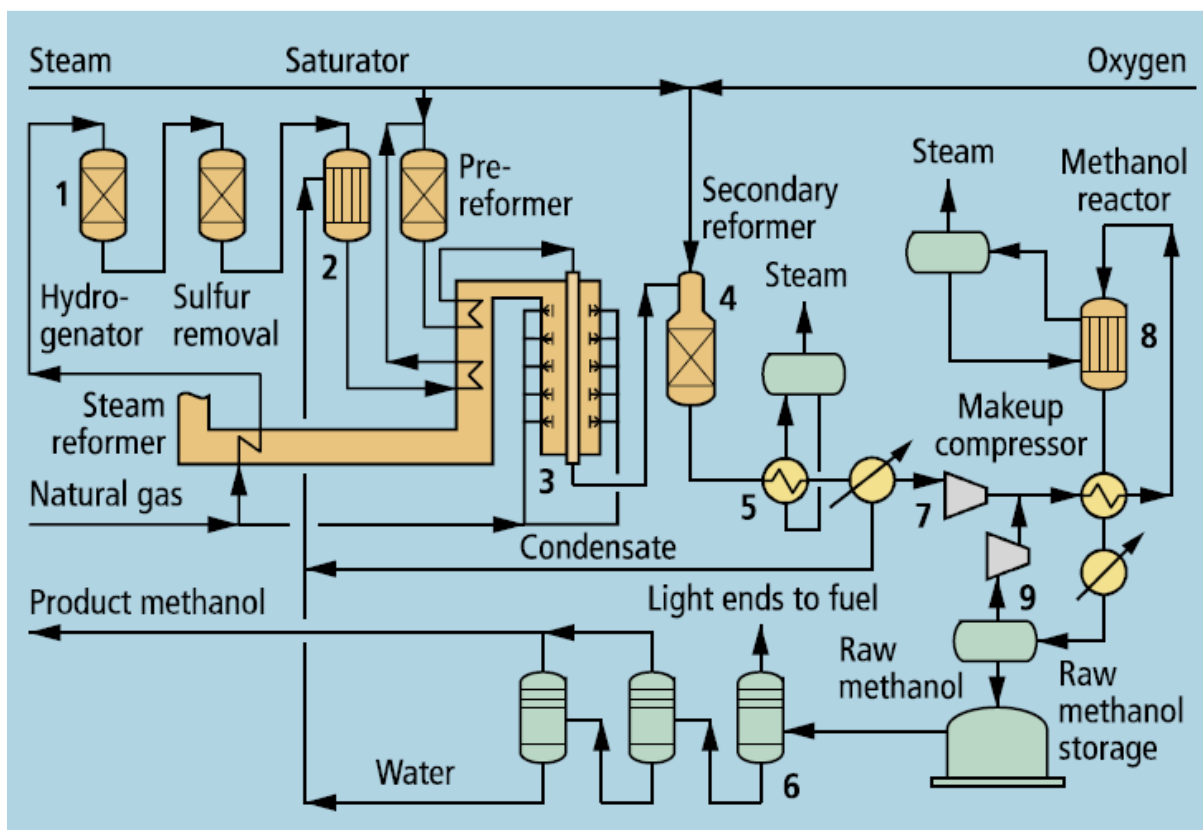 Steam
Saturator
Oxygen
Steam
Methanol
reactor
1
Pre-
reformer
Secondary
reformer
2
Hydro-
genator
Sulfur
removal
Steam
4
8
Steam
reformer
Makeup
compressor
3
5
7
Natural gas
Condensate
9
Product methanol
Light ends to fuel
Raw
methanol
Raw
methanol
storage
Water
6